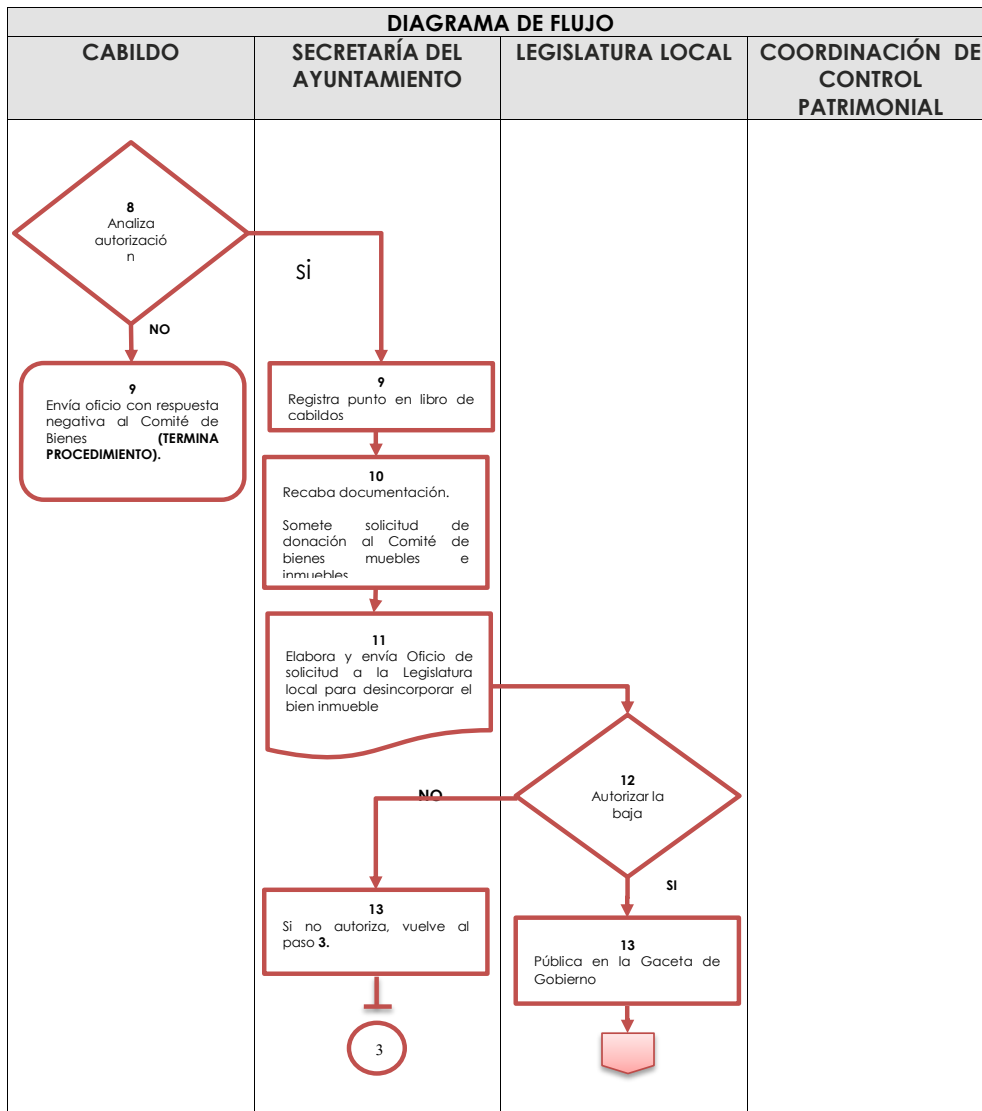 DIAGRAMA DE FLUJO
CABILDO
SECRETARÍA DEL
AYUNTAMIENTO
LEGISLATURA LOCAL
COORDINACIÓN DE
CONTROL
PATRIMONIAL
8
Analiza
autorizació
n
si
NO
9
Envía oficio con respuesta
negativa al Comité de
Bienes (TERMINA
PROCEDIMIENTO).
9
Registra punto en libro de
cabildos
10
Recaba documentación.
Somete solicitud de
donación al Comité de
bienes muebles e
inmuebles
11
Elabora y envía Oficio de
solicitud a la Legislatura
local para desincorporar el
bien inmueble
12
Autorizar la
baja
NO
SI
13
Si no autoriza, vuelve al
paso 3.
13
Pública en la Gaceta de
Gobierno
3